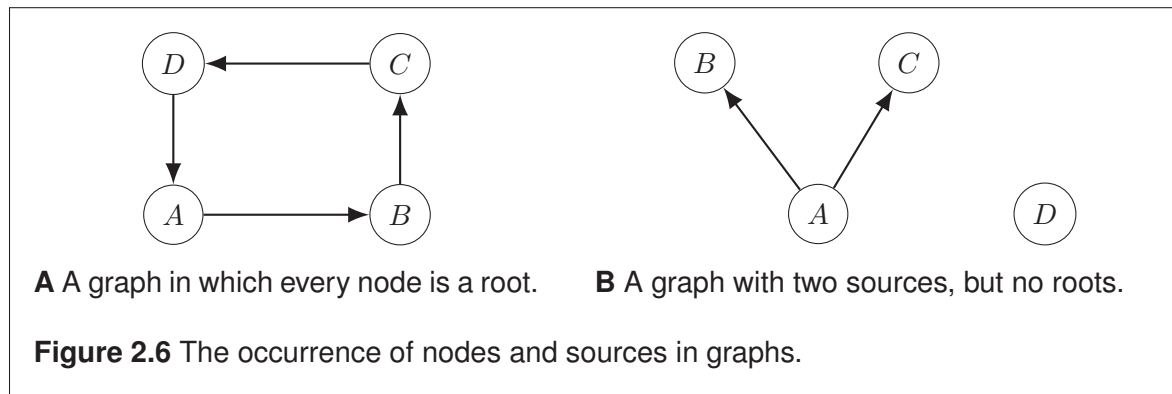 D
C
B
C
A
B
A
D
A A graph in which every node is a root.
B A graph with two sources, but no roots.
Figure 2.6 The occurrence of nodes and sources in graphs.